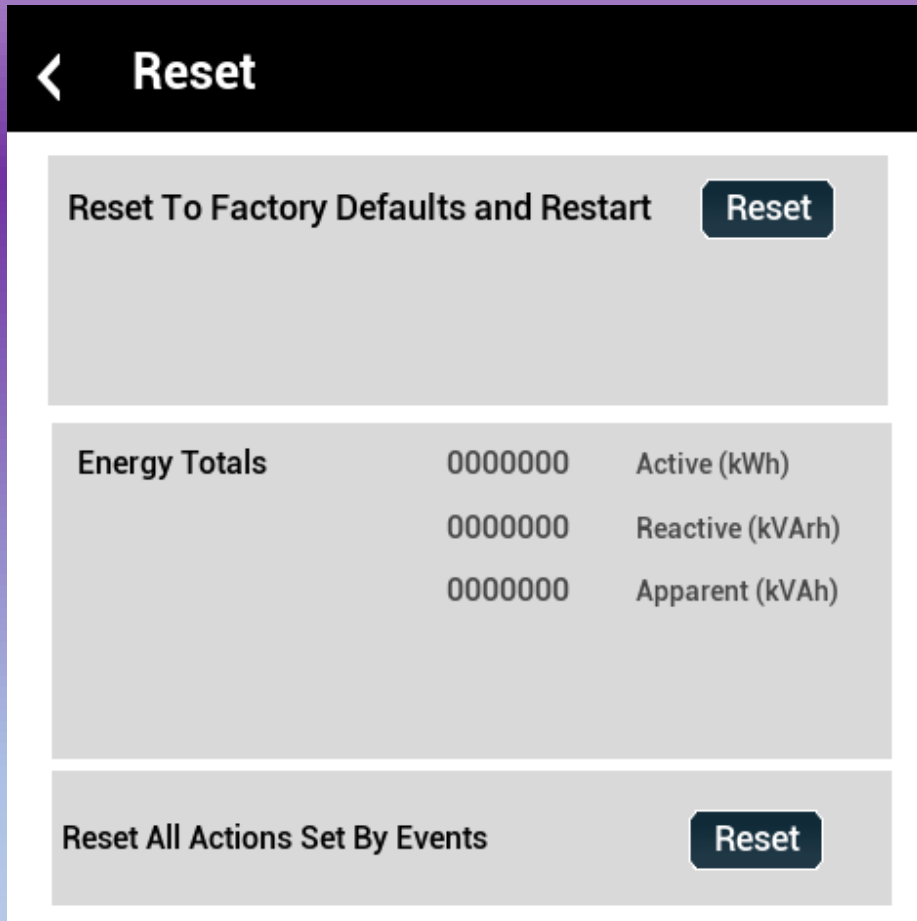 Reset
Reset To Factory Defaults and Restart Reset
Energy Totals 0000000 Active (kWh)
0000000 Reactive (kVArh)
0000000 Apparent (kVAh)
Reset All Actions Set By Events Reset